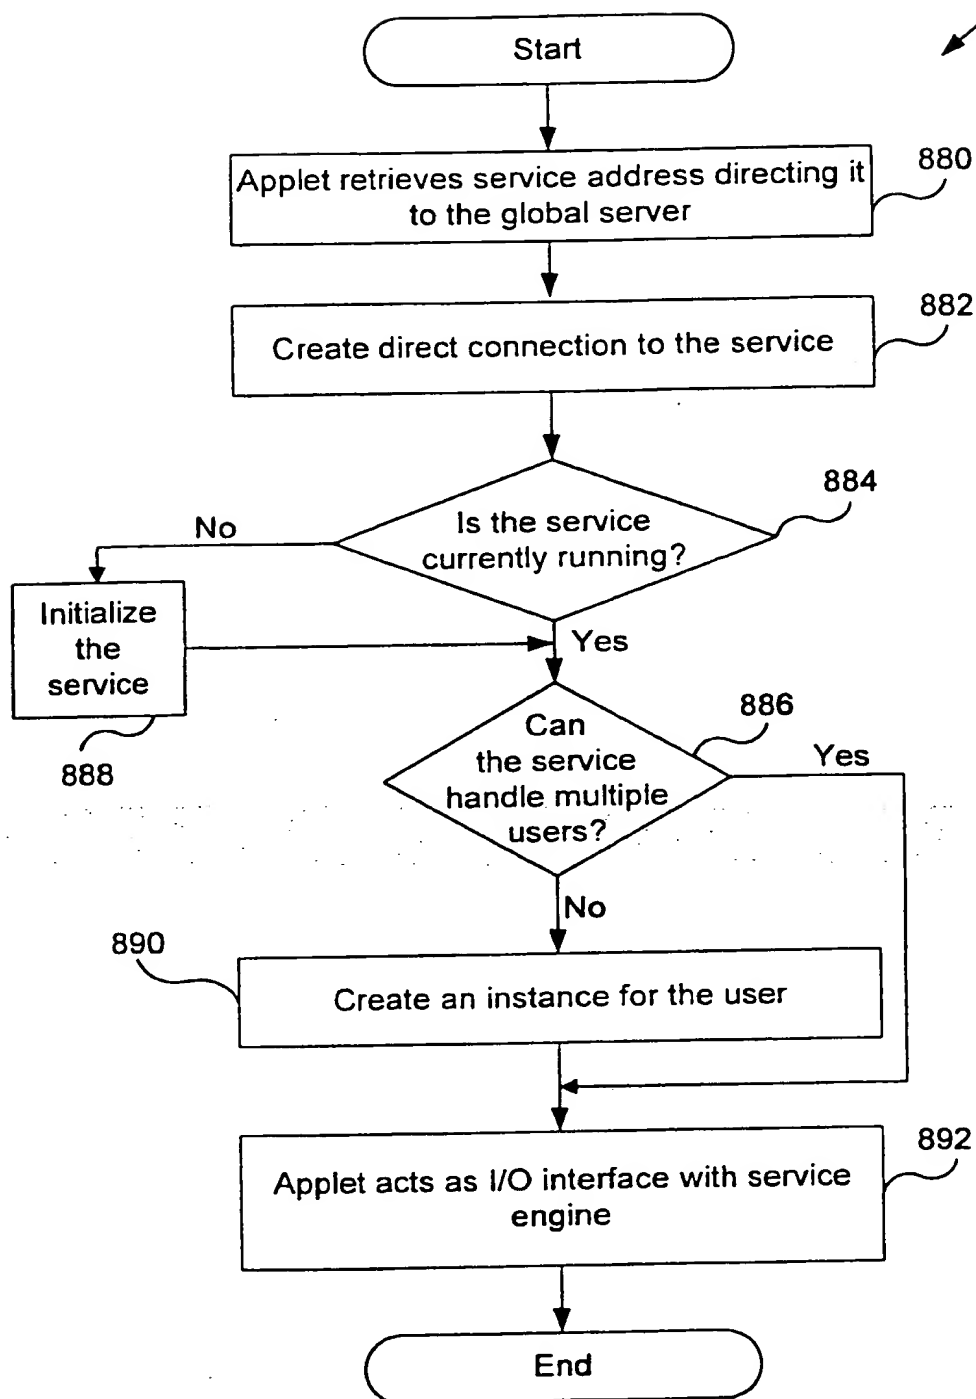 Start
Applet retrieves service address directing it
to the global server
880
Create direct connection to the service
882
Is the service
currently running?
884
No
Initialize
the
service
888
Yes
Can
the service
handle multiple
users?
886
Yes
No
890
Create an instance for the user
Applet acts as I/O interface with service
engine
892
End